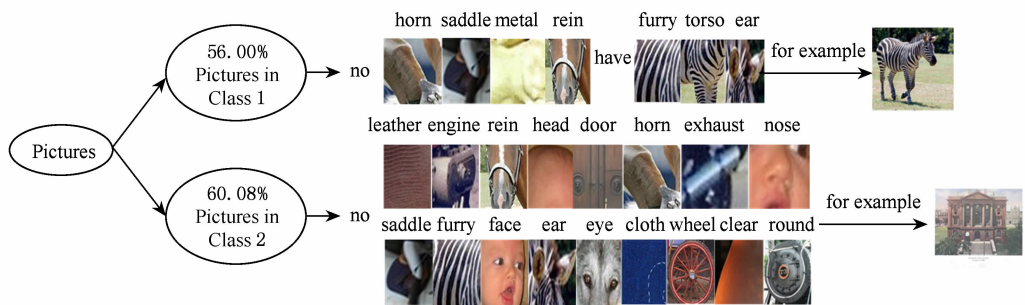 horn saddle metal rein
furry torso ear
56.00%
Pictures in
Class 1
no
have
for example
Pictures
leather engine rein head door horn exhaust nose
60.08%
Pictures in
Class 2
no
saddle furry face ear eye cloth wheel clear round
for example